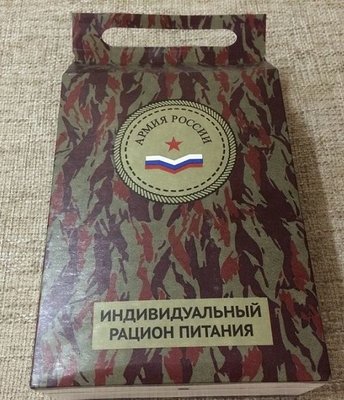 АРМИЯ РОССИИ
ИНДИВИДУАЛЬНЫЙ
РАЦИОН ПИТАНИЯ